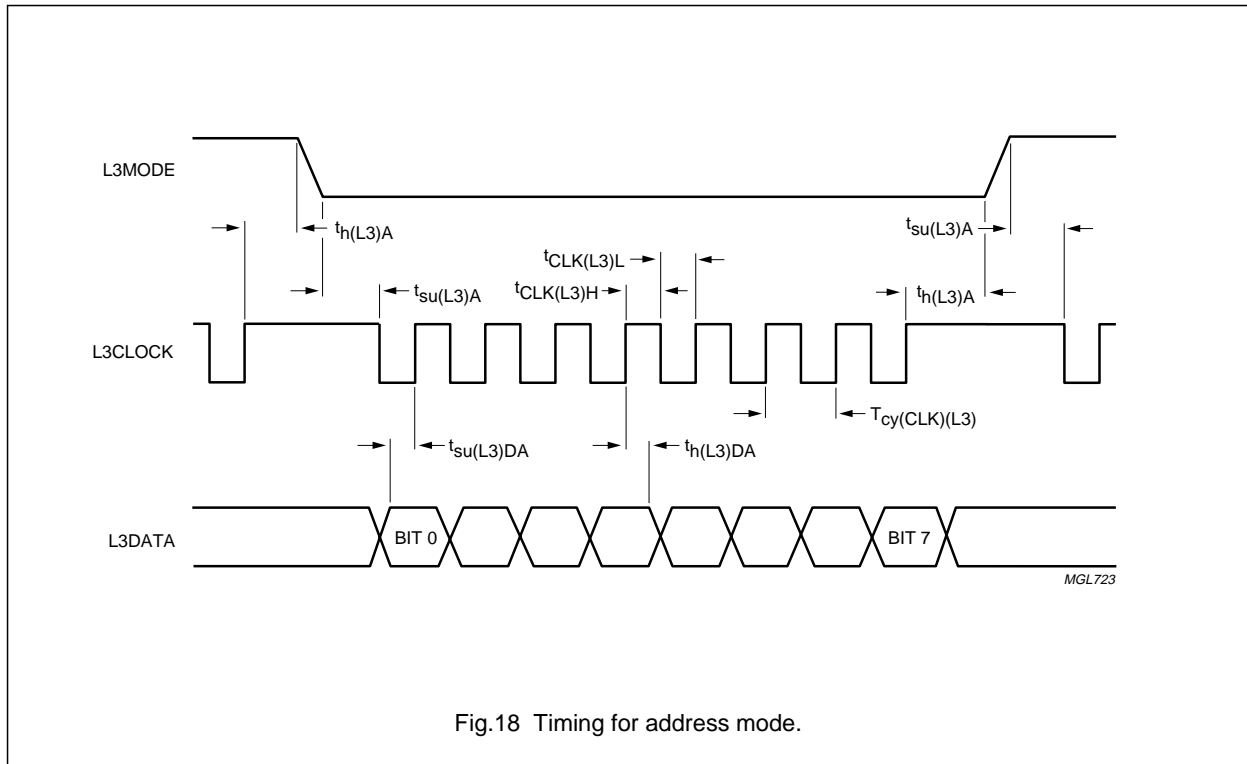 L3MODE
th(L3)A
tsu(L3)A
tCLK(L3)L
tCLK(L3)H
tsu(L3)A
th(L3)A
L3CLOCK
Tcy(CLK)(L3)
tsu(L3)DA
th(L3)DA
L3DATA
BIT 0
BIT 7
MGL723
Fig.18 Timing for address mode.